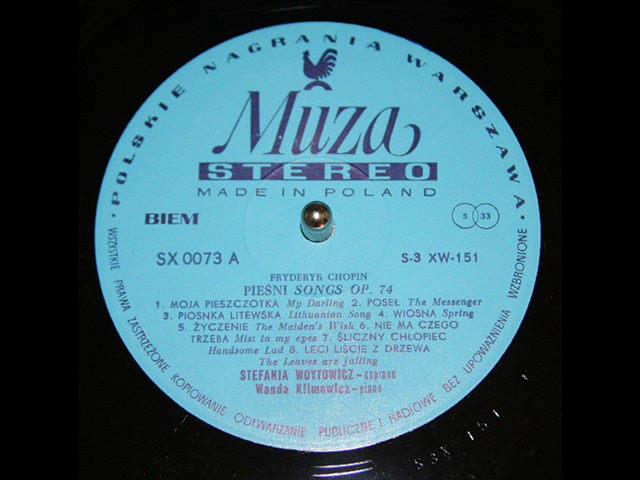 · POLSKIE NAGRANIA WARSZAWA ·
Muza
STEREO
MADE IN POLAND
BIEM
5 33
SX 0073 A
S-3 XW-151
FRYDERYK CHOPIN
PIEŚNI SONGS OP. 74
1. MOJA PIESZCZOTKA My Darling 2. POSEŁ The Messenger
3. PIOSNKA LITEWSKA Lithuanian Song 4. WIOSNA Spring
5. ŻYCZENIE The Maiden's Wish 6. NIE MA CZEGO
TRZEBA Mist in my eyes 7. ŚLICZNY CHŁOPIEC
Handsome Lad 8. LECI LIŚCIE Z DRZEWA
The Leaves are falling
STEFANIA WOYTOWICZ – soprano
Wanda Klimowicz – piano
WSZYSTKIE PRAWA ZASTRZEŻONE KOPIOWANIE ODTWARZANIE PUBLICZNE I RADIOWE BEZ UPOWAŻNIENIA WZBRONIONE
S3X 151